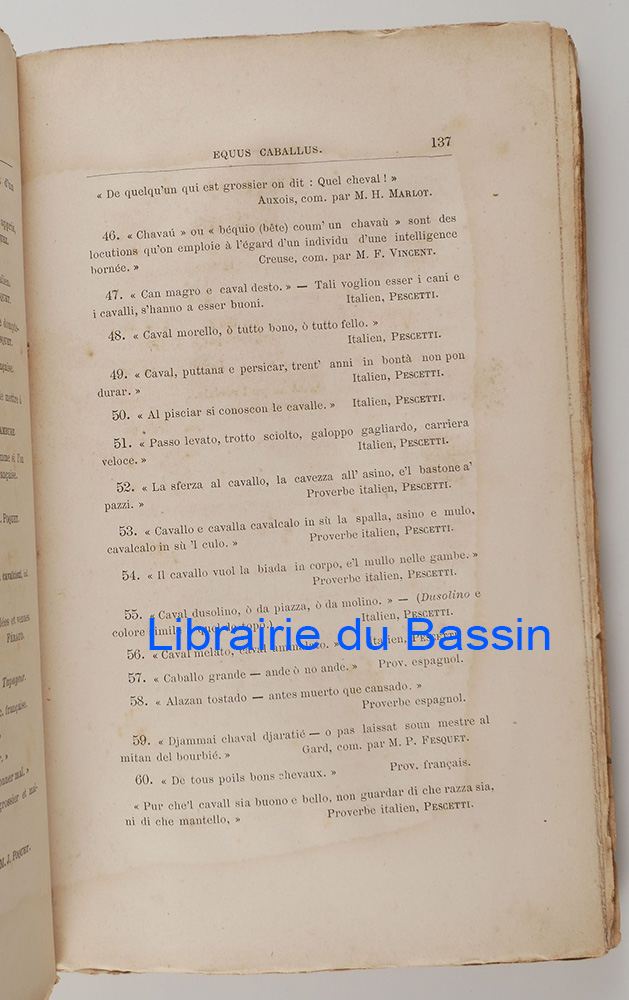 EQUUS CABALLUS. 137
« De quelqu'un qui est grossier on dit : Quel cheval ! »
Auxois, com. par M. H. MARLOT.
46. « Chavaú » ou « béquio (bête) coum' un chavaù » sont des
locutions qu'on emploie à l'égard d'un individu d'une intelligence
bornée. » Creuse, com. par M. F. VINCENT.
47. « Can magro e caval desto. » — Tali voglion esser i cani e
i cavalli, s'hanno a esser buoni. Italien, PESCETTI.
48. « Caval morello, ò tutto bono, ò tutto fello. »
Italien, PESCETTI.
49. « Caval, puttana e persicar, trent' anni in bontà non pon
durar. » Italien, PESCETTI.
50. « Al pisciar si conoscon le cavalle. » Italien, PESCETTI.
51. « Passo levato, trotto sciolto, galoppo gagliardo, carriera
veloce. » Italien, PESCETTI.
52. « La sferza al cavallo, la cavezza all' asino, e'l bastone a'
pazzi. » Proverbe italien, PESCETTI.
53. « Cavallo e cavalla cavalcalo in sù la spalla, asino e mulo,
cavalcalo in sù 'l culo. » Proverbe italien, PESCETTI.
54. « Il cavallo vuol la biada in corpo, e'l mullo nelle gambe. »
Proverbe italien, PESCETTI.
55. « Caval dusolino, ò da piazza, ò da molino. » — (Dusolino e
colore simile topo.) Italien, PESCETTI.
Librairie du Bassin
56. « Caval melato, caval » Italien, PESCETTI.
57. « Caballo grande — ande ò no ande. » Prov. espagnol.
58. « Alazan tostado — antes muerto que cansado. »
Proverbe espagnol.
59. « Djammai chaval djaratié — o pas laissat soun mestre al
mitan del bourbié. » Gard, com. par M. P. FESQUET.
60. « De tous poils bons chevaux. » Prov. français.
« Pur che'l cavall sia buono e bello, non guardar di che razza sia,
ni di che mantello, » Proverbe italien, PESCETTI.